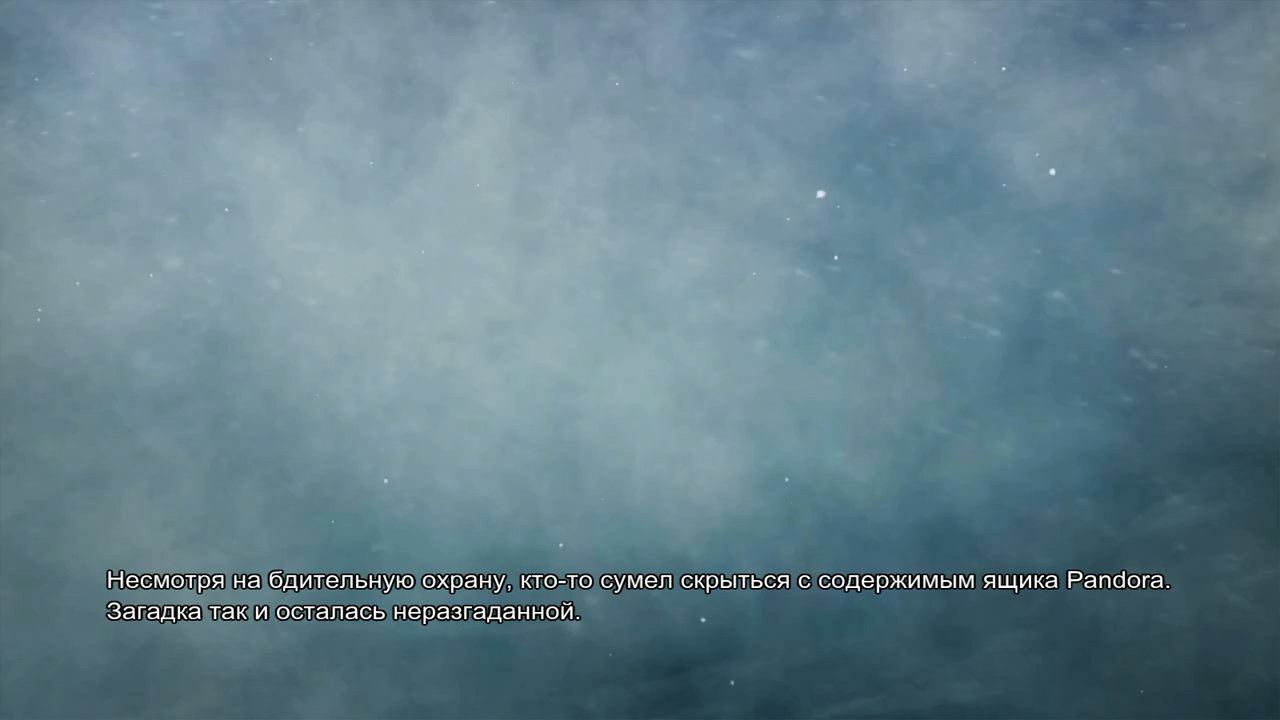 Несмотря на бдительную охрану, кто-то сумел скрыться с содержимым ящика Pandora.
Загадка так и осталась неразгаданной.